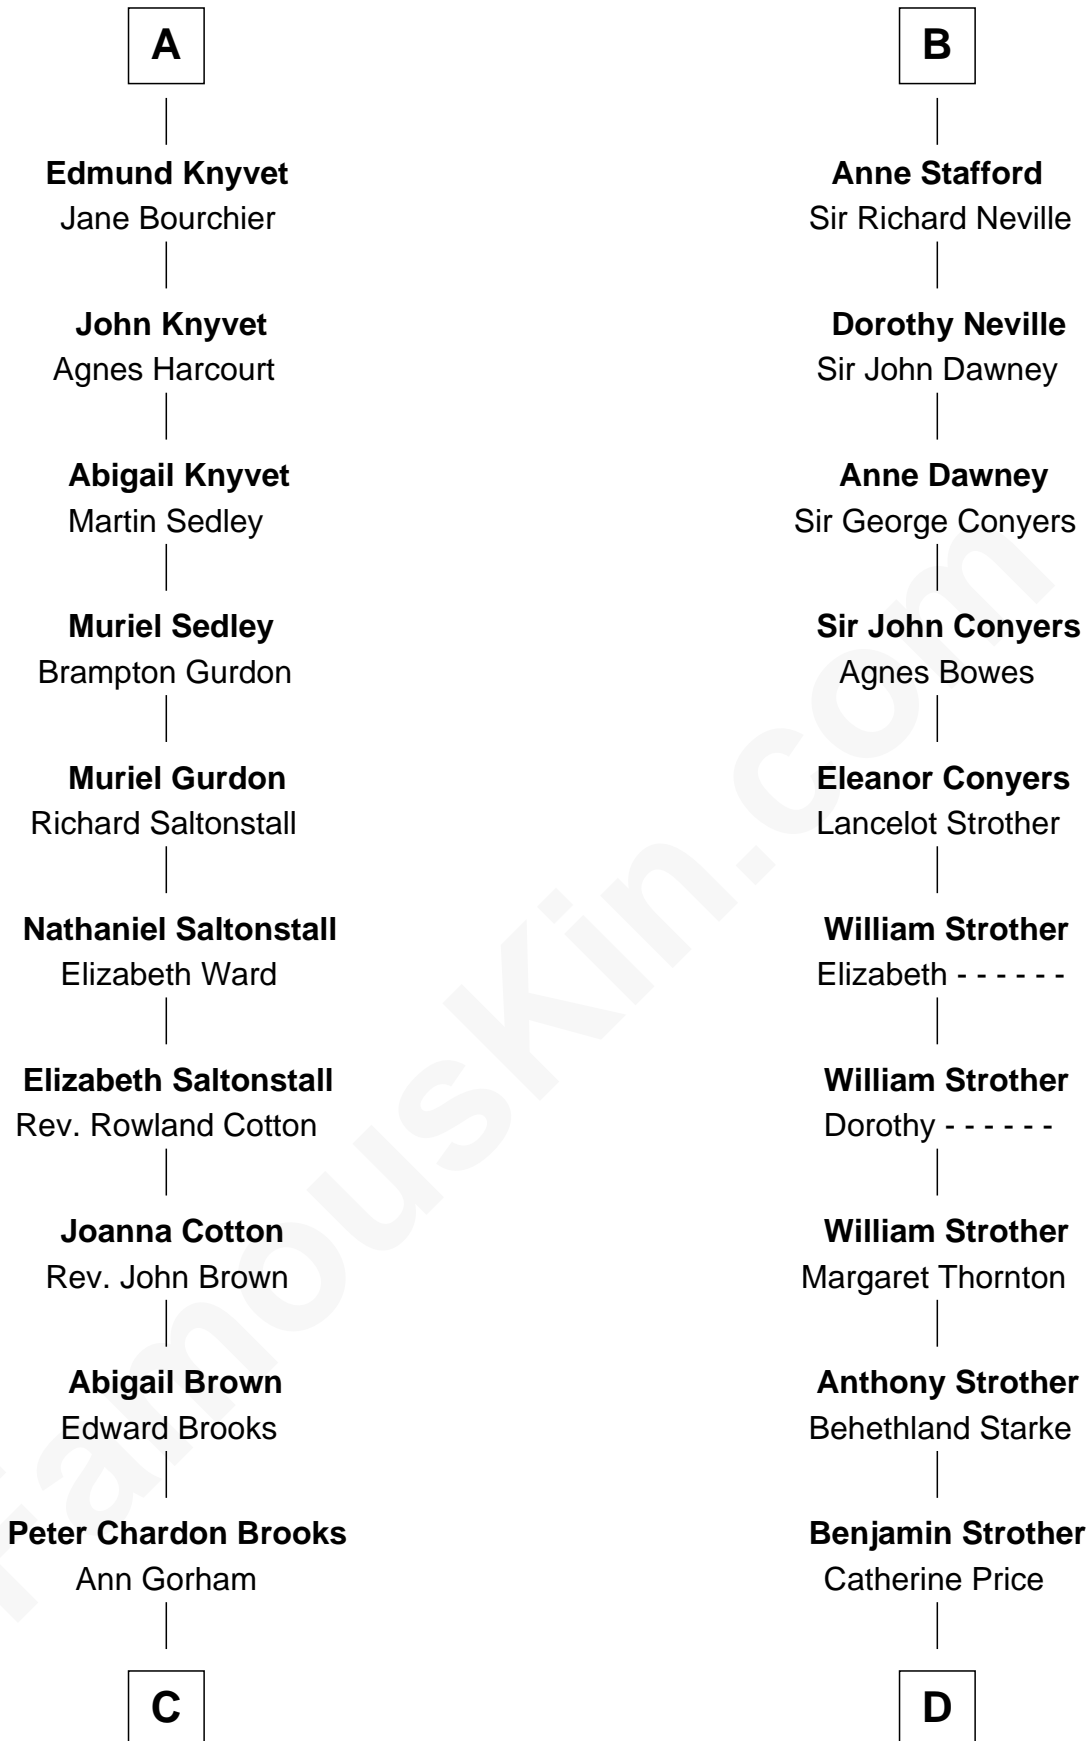 A
Edmund Knyvet
Jane Bourchier
John Knyvet
Agnes Harcourt
Abigail Knyvet
Martin Sedley
Muriel Sedley
Brampton Gurdon
Muriel Gurdon
Richard Saltonstall
Nathaniel Saltonstall
Elizabeth Ward
Elizabeth Saltonstall
Rev. Rowland Cotton
Joanna Cotton
Rev. John Brown
Abigail Brown
Edward Brooks
Peter Chardon Brooks
Ann Gorham
C
B
Anne Stafford
Sir Richard Neville
Dorothy Neville
Sir John Dawney
Anne Dawney
Sir George Conyers
Sir John Conyers
Agnes Bowes
Eleanor Conyers
Lancelot Strother
William Strother
Elizabeth - - - - - -
William Strother
Dorothy - - - - - -
William Strother
Margaret Thornton
Anthony Strother
Behethland Starke
Benjamin Strother
Catherine Price
D
FamousKin.com